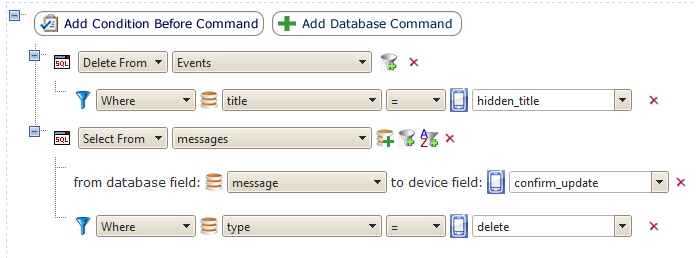 Add Condition Before Command Add Database Command
SQL Delete From Events
Where title = hidden_title
SQL Select From messages AZ
from database field: message to device field: confirm_update
Where type = delete